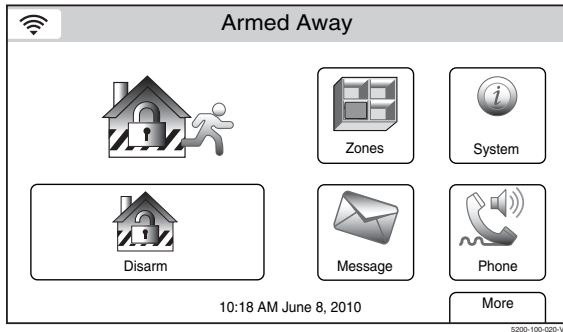 Armed Away
Zones
System
Disarm
Message
Phone
10:18 AM June 8, 2010
More
5200-100-020-V